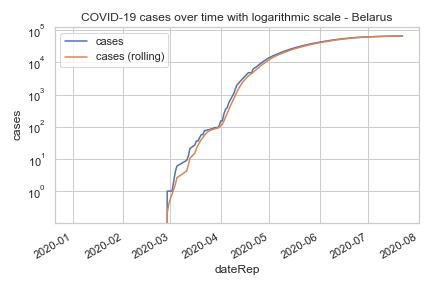 COVID-19 cases over time with logarithmic scale - Belarus
cases
cases (rolling)
10^5
10^4
10^3
10^2
10^1
10^0
cases
2020-01
2020-02
2020-03
2020-04
2020-05
2020-06
2020-07
2020-08
dateRep